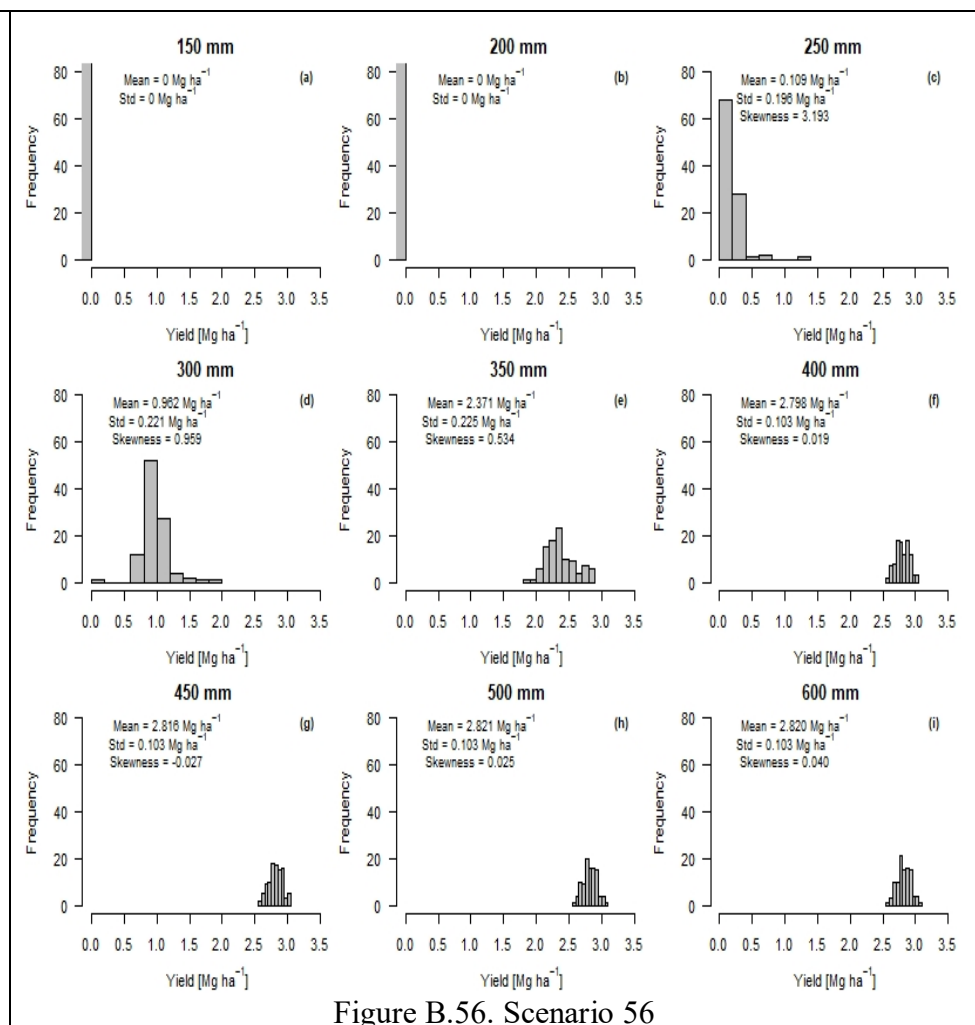 150 mm
Mean = 0 Mg ha⁻¹
Std = 0 Mg ha⁻¹
(a)
Frequency
80
60
40
20
0
0.0 0.5 1.0 1.5 2.0 2.5 3.0 3.5
Yield [Mg ha⁻¹]
200 mm
Mean = 0 Mg ha⁻¹
Std = 0 Mg ha⁻¹
(b)
Frequency
80
60
40
20
0
0.0 0.5 1.0 1.5 2.0 2.5 3.0 3.5
Yield [Mg ha⁻¹]
250 mm
Mean = 0.109 Mg ha⁻¹
Std = 0.196 Mg ha⁻¹
Skewness = 3.193
(c)
Frequency
80
60
40
20
0
0.0 0.5 1.0 1.5 2.0 2.5 3.0 3.5
Yield [Mg ha⁻¹]
300 mm
Mean = 0.962 Mg ha⁻¹
Std = 0.221 Mg ha⁻¹
Skewness = 0.959
(d)
Frequency
80
60
40
20
0
0.0 0.5 1.0 1.5 2.0 2.5 3.0 3.5
Yield [Mg ha⁻¹]
350 mm
Mean = 2.371 Mg ha⁻¹
Std = 0.225 Mg ha⁻¹
Skewness = 0.534
(e)
Frequency
80
60
40
20
0
0.0 0.5 1.0 1.5 2.0 2.5 3.0 3.5
Yield [Mg ha⁻¹]
400 mm
Mean = 2.798 Mg ha⁻¹
Std = 0.103 Mg ha⁻¹
Skewness = 0.019
(f)
Frequency
80
60
40
20
0
0.0 0.5 1.0 1.5 2.0 2.5 3.0 3.5
Yield [Mg ha⁻¹]
450 mm
Mean = 2.816 Mg ha⁻¹
Std = 0.103 Mg ha⁻¹
Skewness = -0.027
(g)
Frequency
80
60
40
20
0
0.0 0.5 1.0 1.5 2.0 2.5 3.0 3.5
Yield [Mg ha⁻¹]
500 mm
Mean = 2.821 Mg ha⁻¹
Std = 0.103 Mg ha⁻¹
Skewness = 0.025
(h)
Frequency
80
60
40
20
0
0.0 0.5 1.0 1.5 2.0 2.5 3.0 3.5
Yield [Mg ha⁻¹]
600 mm
Mean = 2.820 Mg ha⁻¹
Std = 0.103 Mg ha⁻¹
Skewness = 0.040
(i)
Frequency
80
60
40
20
0
0.0 0.5 1.0 1.5 2.0 2.5 3.0 3.5
Yield [Mg ha⁻¹]
Figure B.56. Scenario 56